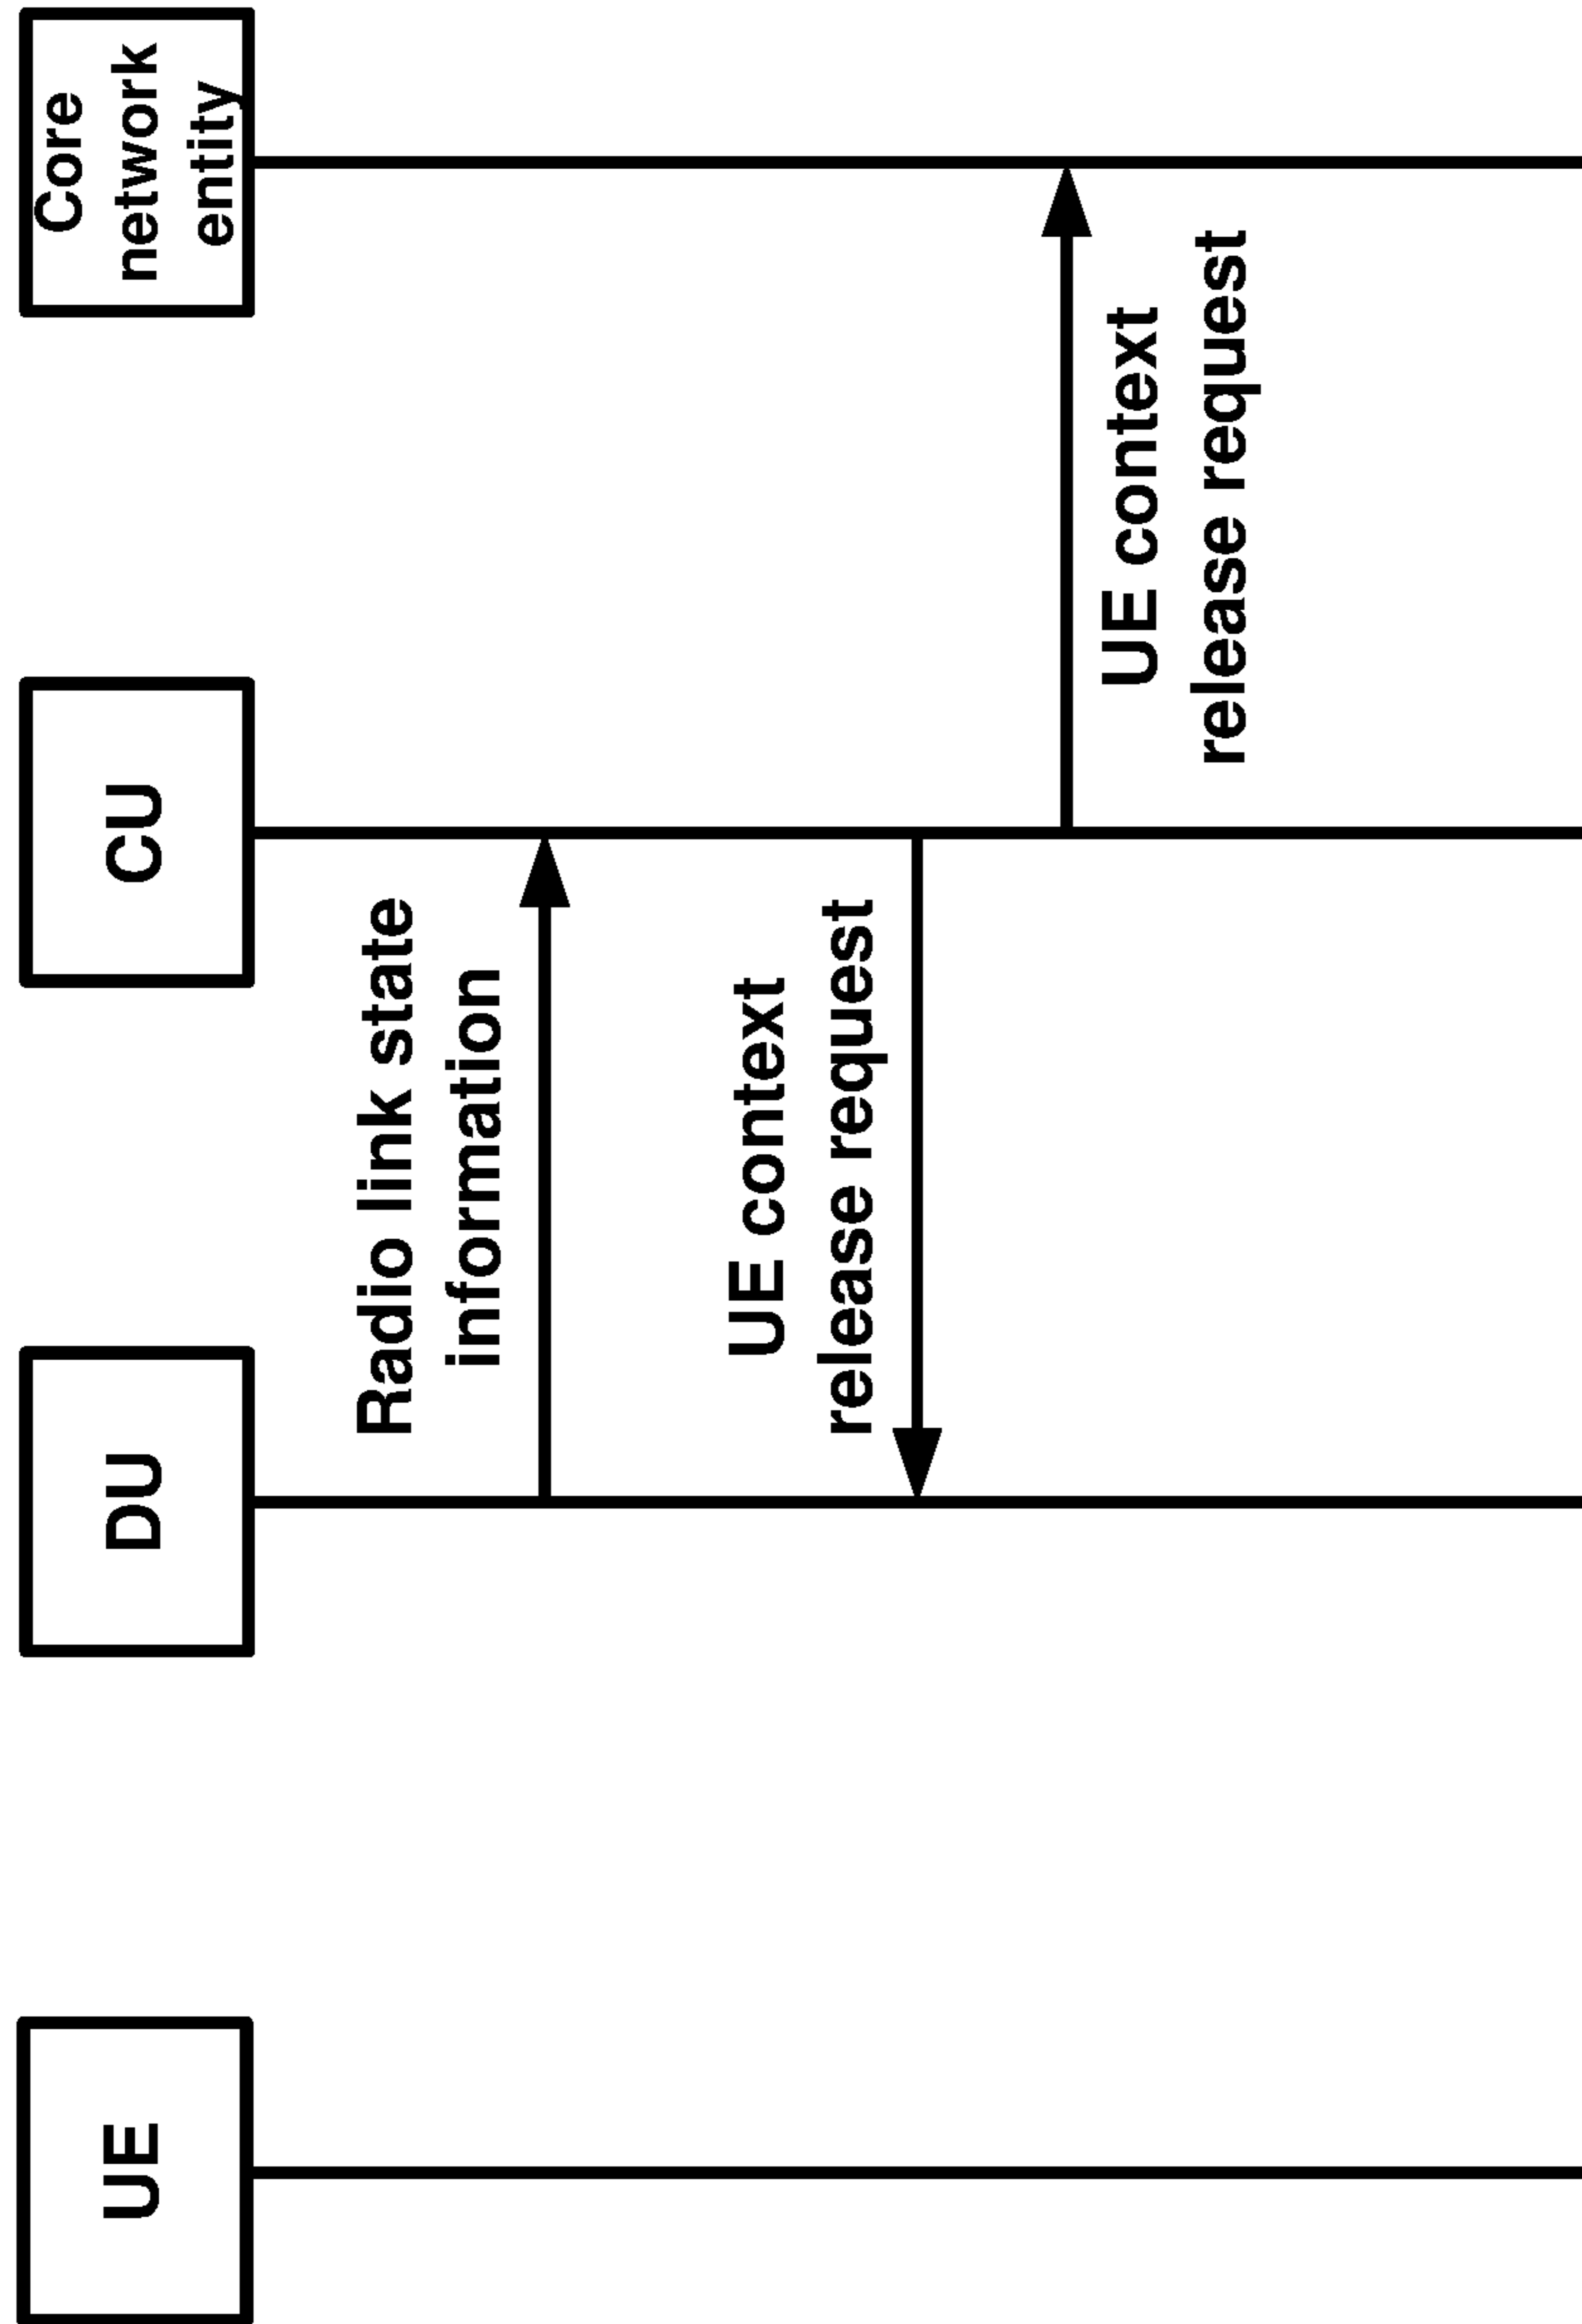 UE
DU
CU
Core
network
entity
Radio link state
information
UE context
release request
UE context
release request